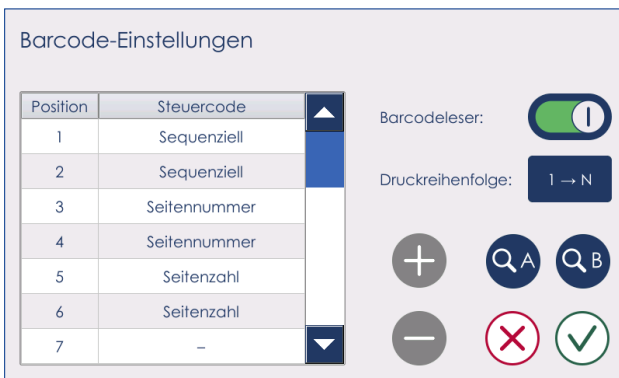 Barcode-Einstellungen
Position Steuercode
1 Sequenziell
2 Sequenziell
3 Seitennummer
4 Seitennummer
5 Seitenzahl
6 Seitenzahl
7 –
Barcodeleser:
Druckreihenfolge: 1 → N
A B